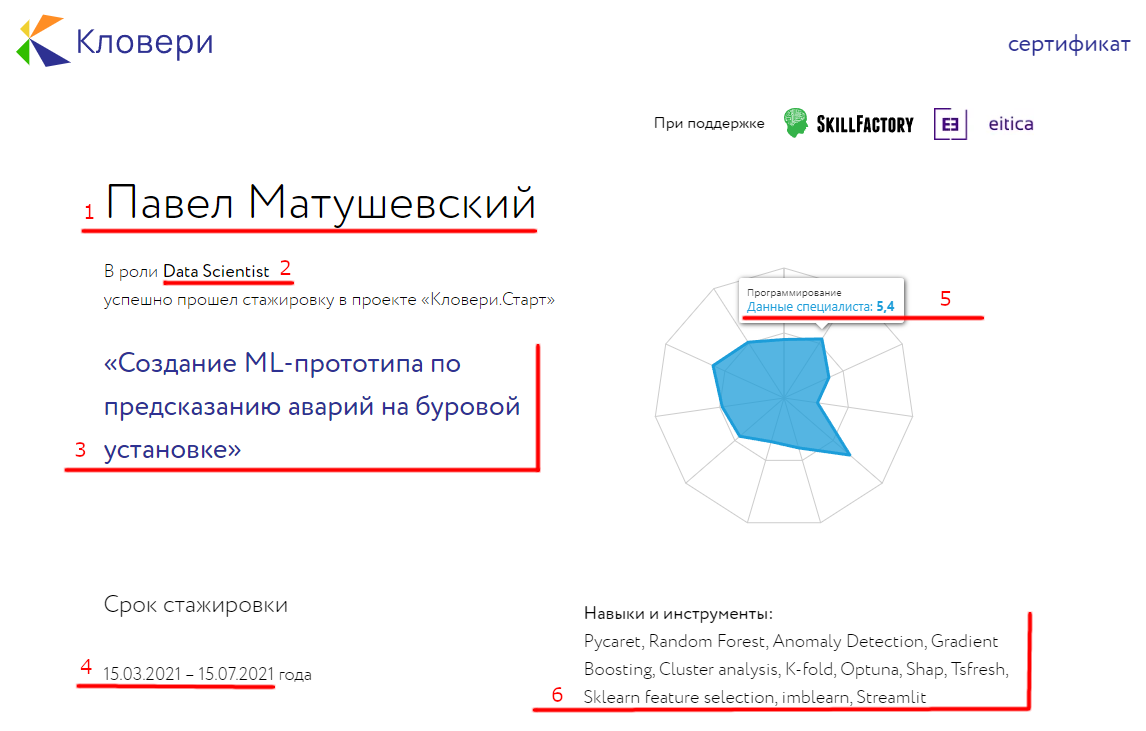 Кловери
сертификат
При поддержке SKILLFACTORY E3 eitica
1 Павел Матушевский
В роли Data Scientist 2
успешно прошел стажировку в проекте «Кловери.Старт»
Программирование
Данные специалиста: 5,4
5
«Создание ML-прототипа по
предсказанию аварий на буровой
3 установке»
Срок стажировки
4 15.03.2021 – 15.07.2021 года
Навыки и инструменты:
Pycaret, Random Forest, Anomaly Detection, Gradient
Boosting, Cluster analysis, K-fold, Optuna, Shap, Tsfresh,
6 Sklearn feature selection, imblearn, Streamlit